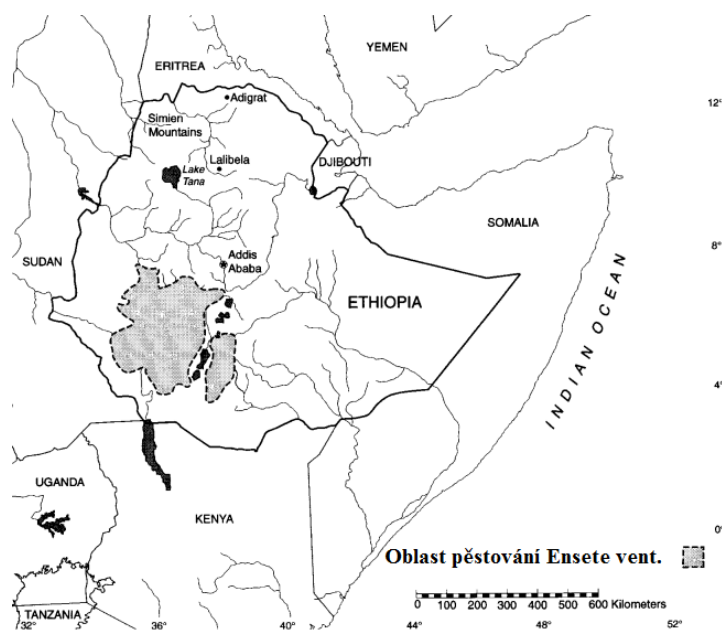 YEMEN
ERITREA
Adigrat
12°
Simien
Mountains
Lalibela
DJIBOUTI
Lake
Tana
SOMALIA
8°
SUDAN
Addis
Ababa
ETHIOPIA
INDIAN OCEAN
4°
UGANDA
KENYA
0°
Oblast pěstování Ensete vent.
0 100 200 300 400 500 600 Kilometers
TANZANIA
32° 36° 40° 44° 48° 52°